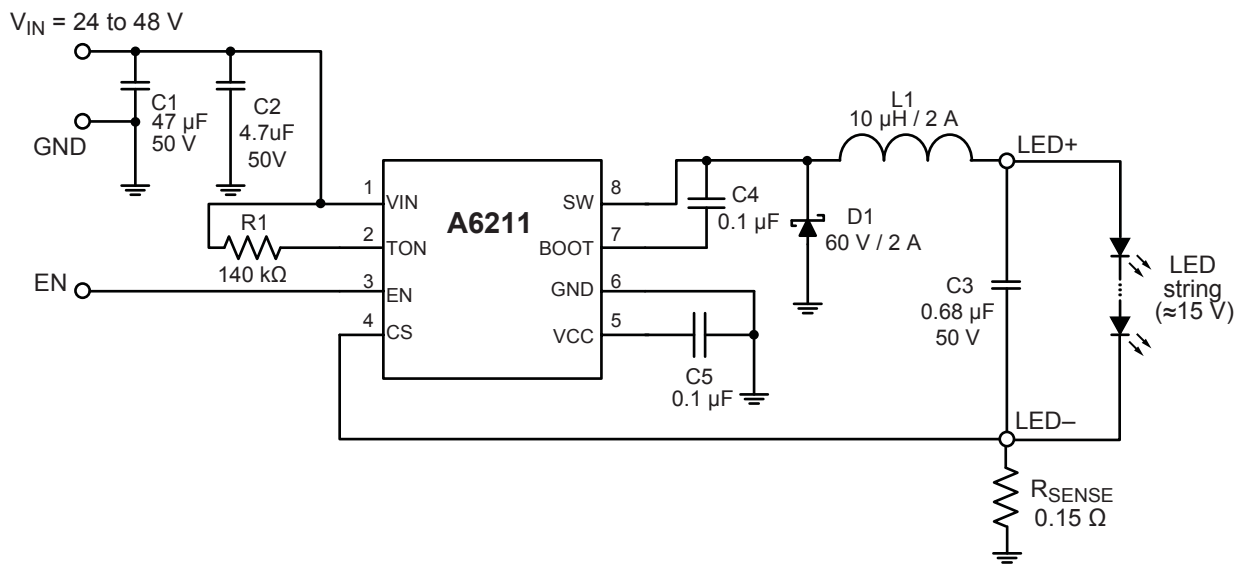 V_IN = 24 to 48 V
C1
47 µF
50 V
C2
4.7uF
50V
GND
R1
140 kΩ
EN
1
VIN
2
TON
3
EN
4
CS
A6211
8
SW
7
BOOT
6
GND
5
VCC
C4
0.1 µF
C5
0.1 µF
D1
60 V / 2 A
L1
10 µH / 2 A
LED+
C3
0.68 µF
50 V
LED
string
(≈15 V)
LED–
R_SENSE
0.15 Ω